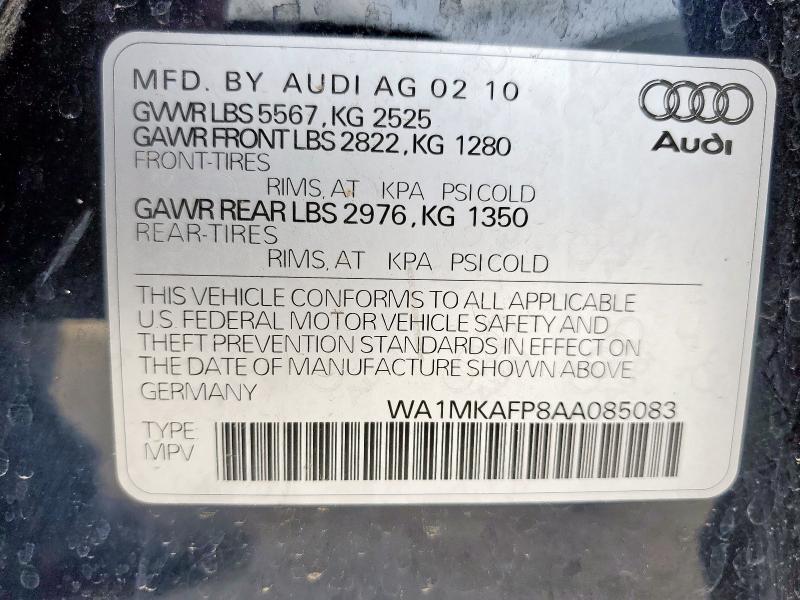 MFD. BY AUDI AG 02 10
GVWR LBS 5567, KG 2525
GAWR FRONT LBS 2822, KG 1280
FRONT-TIRES
RIMS, AT KPA PSI COLD
GAWR REAR LBS 2976, KG 1350
REAR-TIRES
RIMS, AT KPA PSI COLD
Audi
THIS VEHICLE CONFORMS TO ALL APPLICABLE
U.S. FEDERAL MOTOR VEHICLE SAFETY AND
THEFT PREVENTION STANDARDS IN EFFECT ON
THE DATE OF MANUFACTURE SHOWN ABOVE
GERMANY
WA1MKAFP8AA085083
TYPE
MPV